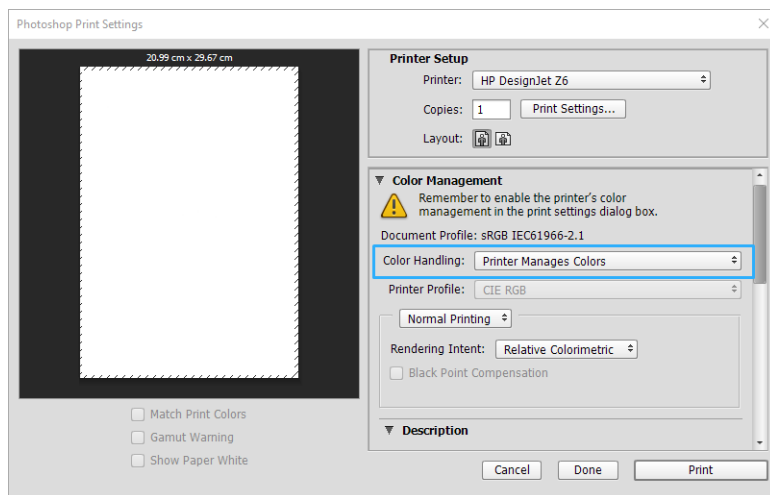 Photoshop Print Settings
20.99 cm x 29.67 cm
Match Print Colors
Gamut Warning
Show Paper White
Printer Setup
Printer: HP DesignJet Z6
Copies: 1 Print Settings...
Layout:
Color Management
Remember to enable the printer's color
management in the print settings dialog box.
Document Profile: sRGB IEC61966-2.1
Color Handling: Printer Manages Colors
Printer Profile: CIE RGB
Normal Printing
Rendering Intent: Relative Colorimetric
Black Point Compensation
Description
Cancel Done Print